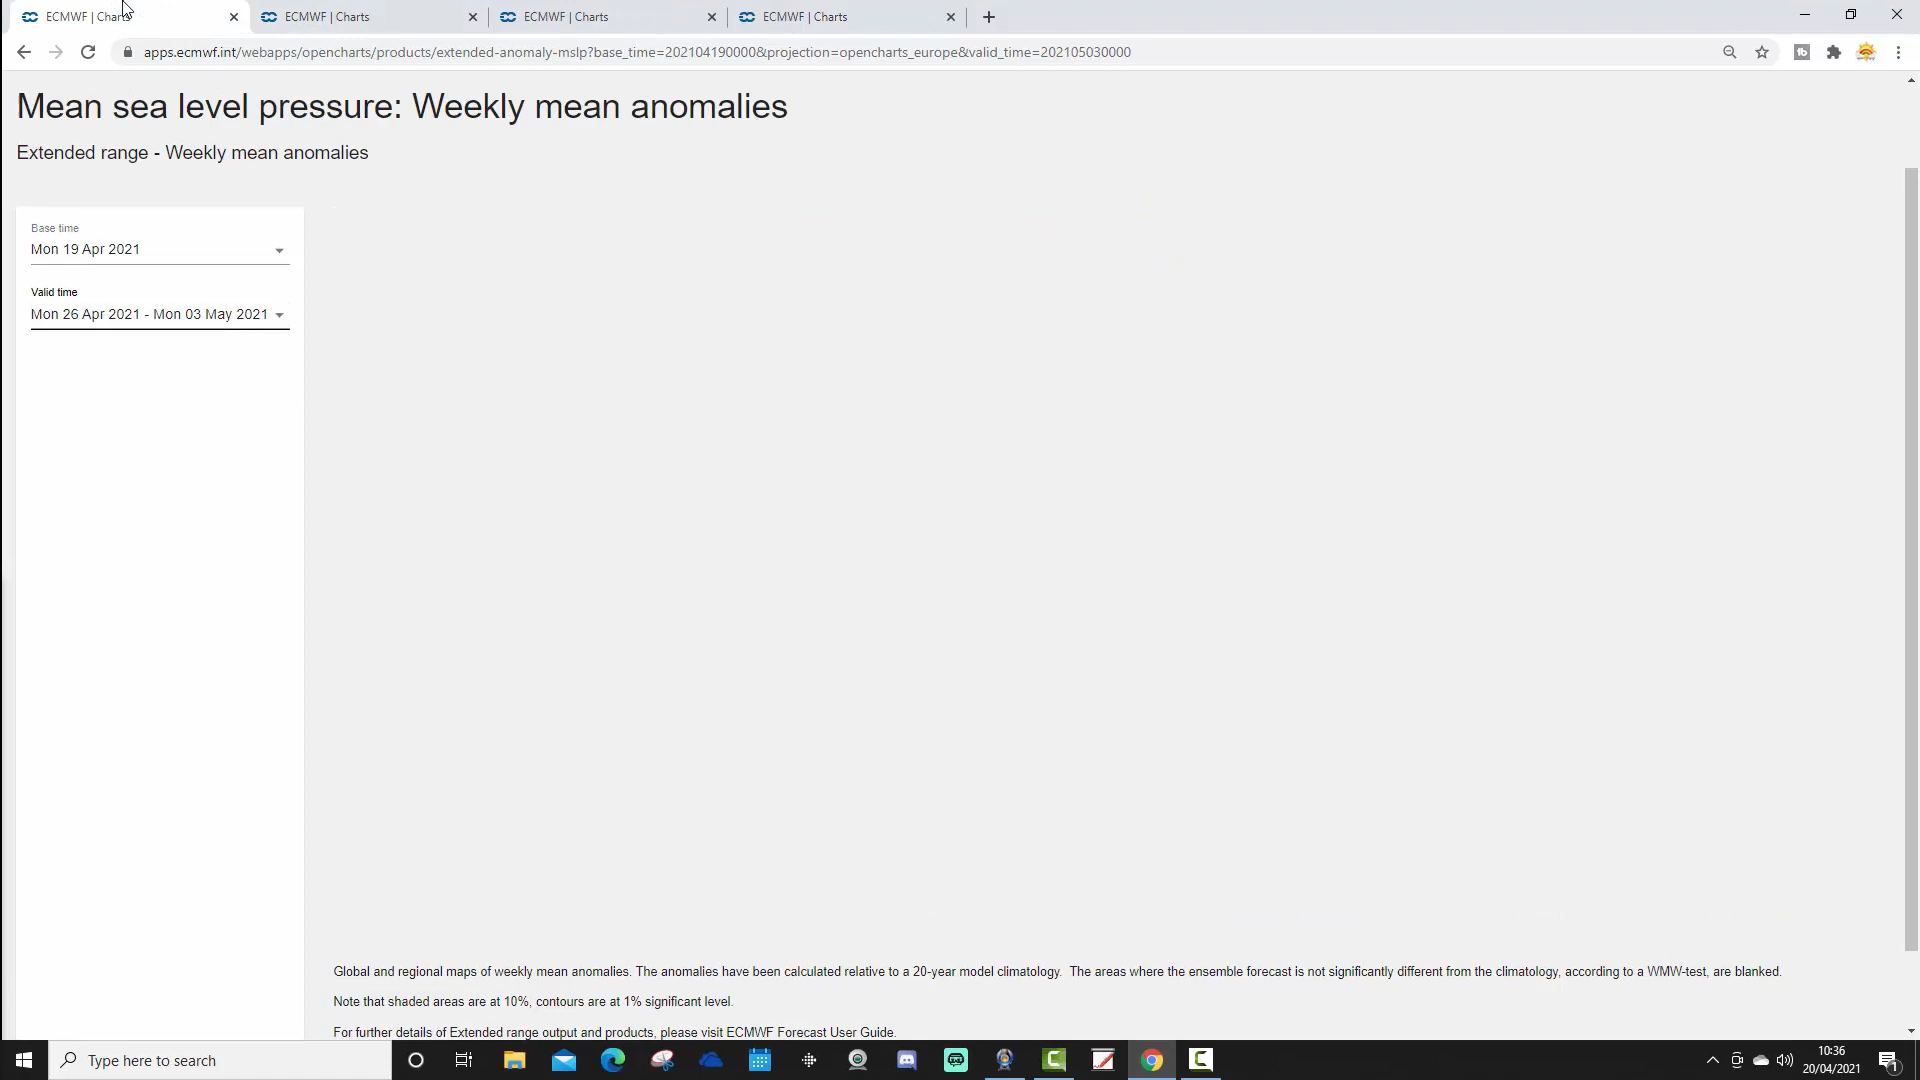 ECMWF | Charts
ECMWF | Charts
ECMWF | Charts
ECMWF | Charts
apps.ecmwf.int/webapps/opencharts/products/extended-anomaly-mslp?base_time=202104190000&projection=opencharts_europe&valid_time=202105030000
Mean sea level pressure: Weekly mean anomalies
Extended range - Weekly mean anomalies
Base time
Mon 19 Apr 2021
Valid time
Mon 26 Apr 2021 - Mon 03 May 2021
Global and regional maps of weekly mean anomalies. The anomalies have been calculated relative to a 20-year model climatology. The areas where the ensemble forecast is not significantly different from the climatology, according to a WMW-test, are blanked.
Note that shaded areas are at 10%, contours are at 1% significant level.
For further details of Extended range output and products, please visit ECMWF Forecast User Guide.
Type here to search
10:36
20/04/2021
1